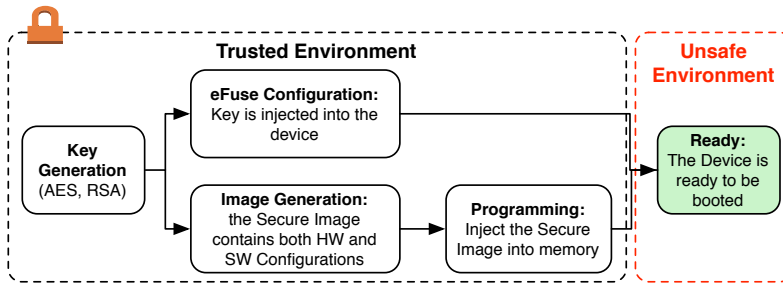 Trusted Environment
Unsafe
Environment
eFuse Configuration:
Key is injected into the
device
Key
Generation
(AES, RSA)
Image Generation:
the Secure Image
contains both HW and
SW Configurations
Programming:
Inject the Secure
Image into memory
Ready:
The Device is
ready to be
booted